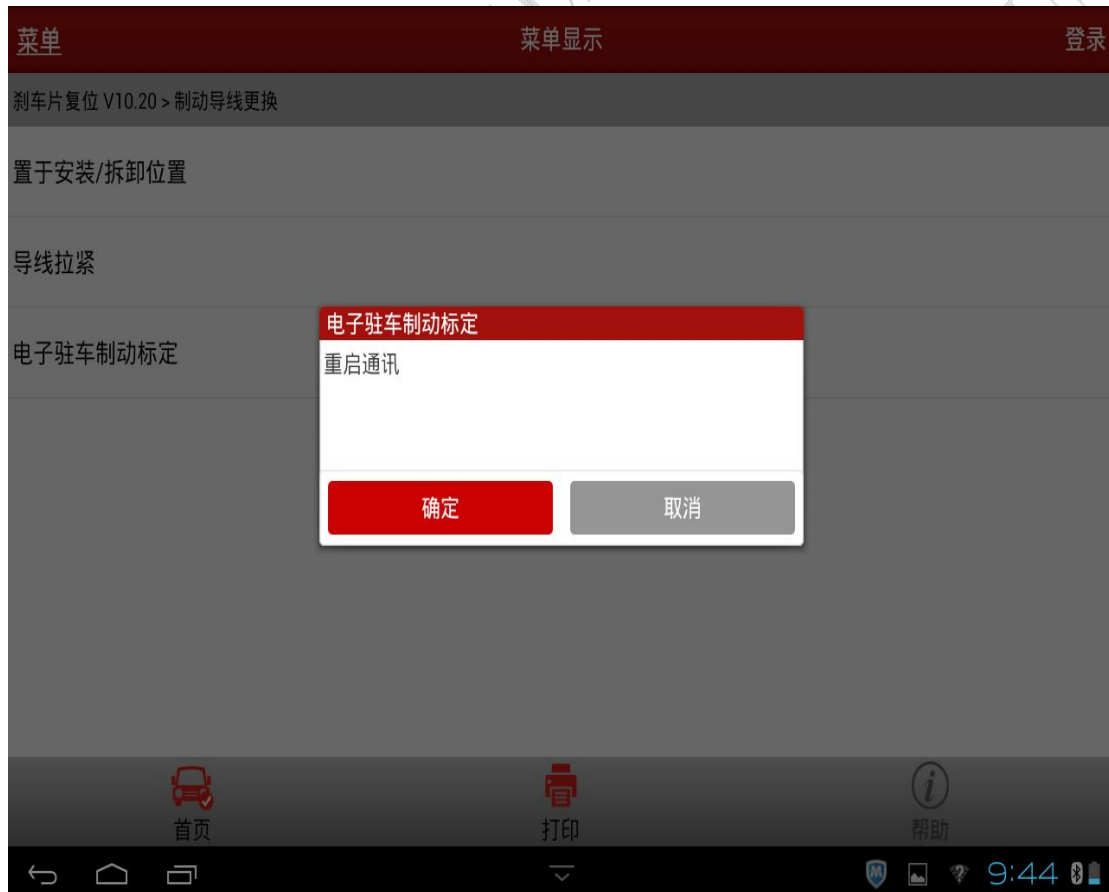 菜单 菜单显示 登录
刹车片复位 V10.20 > 制动导线更换
置于安装/拆卸位置
导线拉紧
电子驻车制动标定
电子驻车制动标定
重启通讯
确定 取消
首页 打印 帮助
9:44